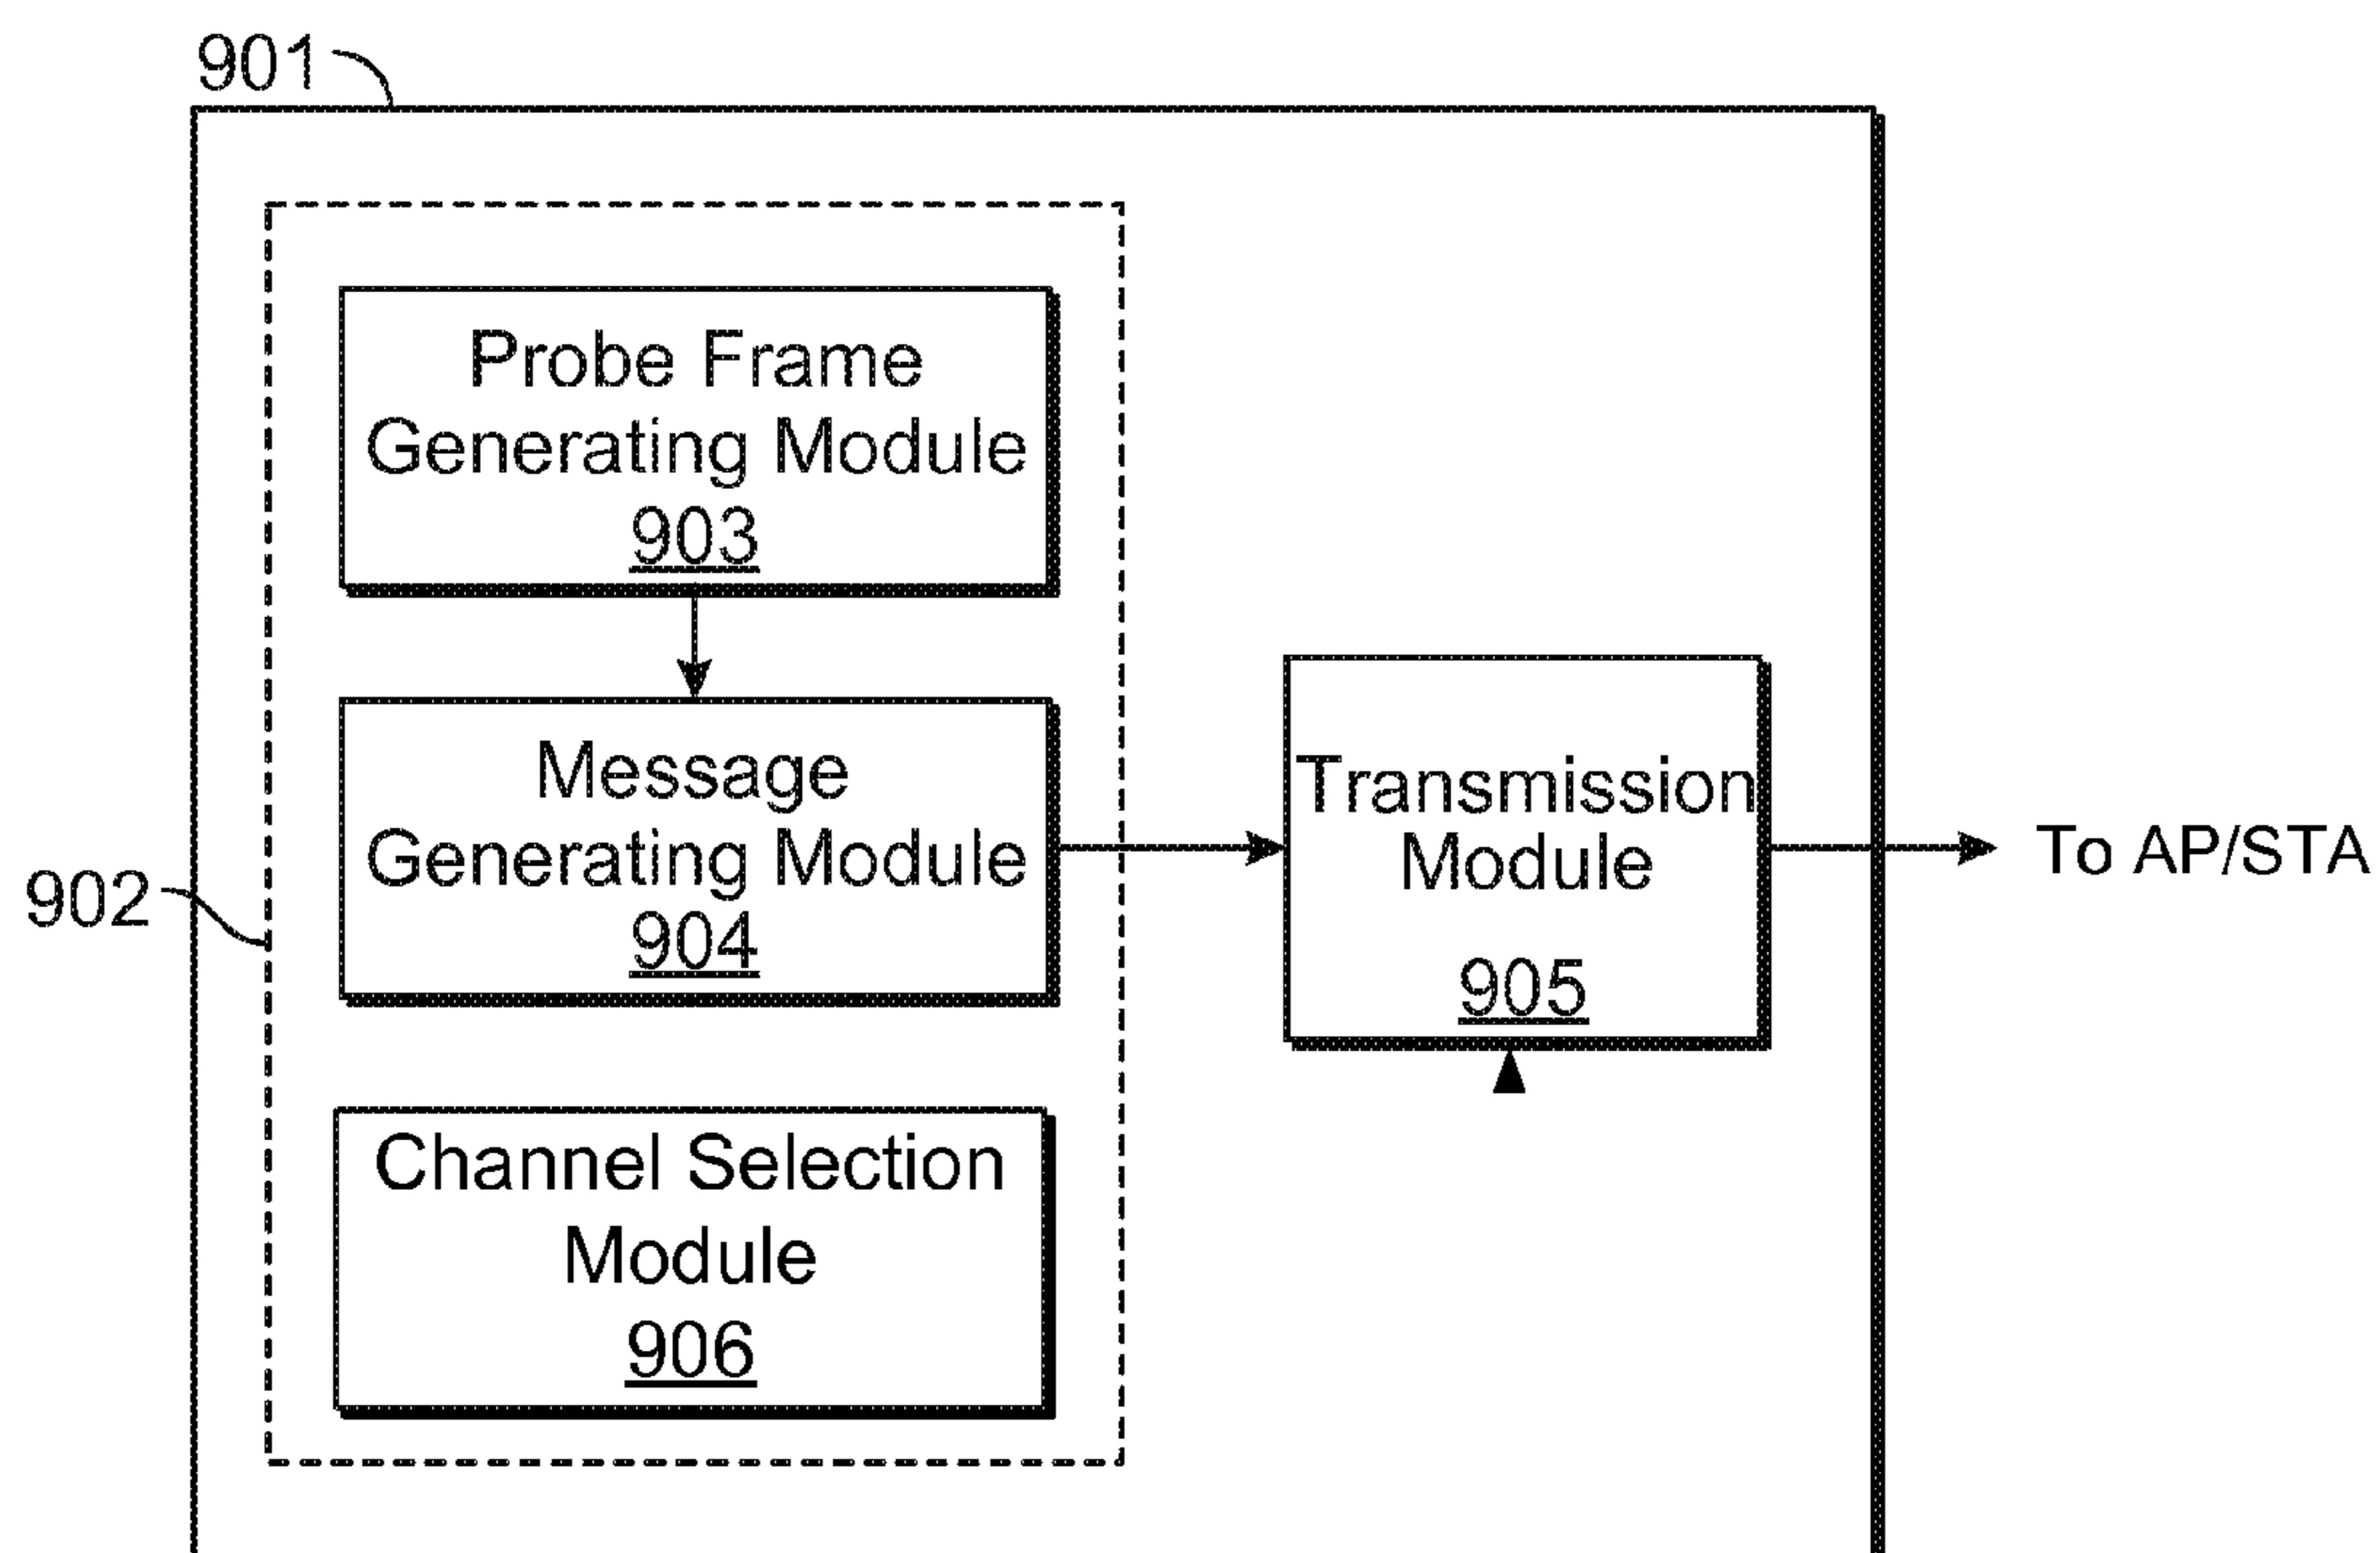 901
Probe Frame
Generating Module
903
Message
Generating Module
904
902
Transmission
Module
905
To AP/STA
Channel Selection
Module
906